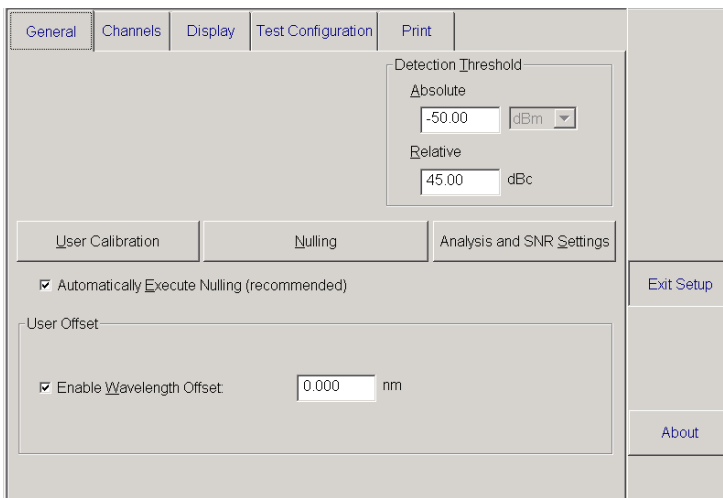 General Channels Display Test Configuration Print
Detection Threshold
Absolute
-50.00 dBm
Relative
45.00 dBc
User Calibration Nulling Analysis and SNR Settings
Automatically Execute Nulling (recommended)
Exit Setup
User Offset
Enable Wavelength Offset: 0.000 nm
About